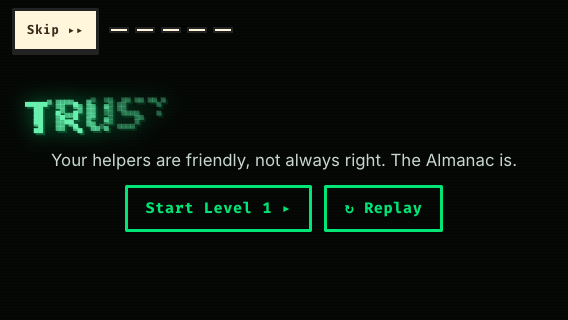 Skip ▸▸
TRUST
Your helpers are friendly, not always right. The Almanac is.
Start Level 1 ▸
↻ Replay